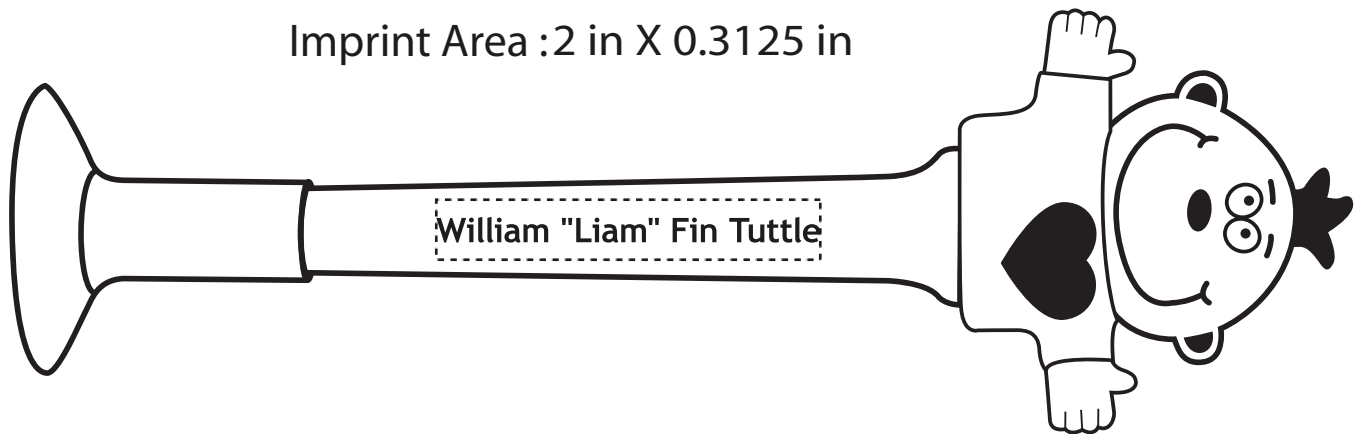 Imprint Area :2 in X 0.3125 in
William "Liam" Fin Tuttle